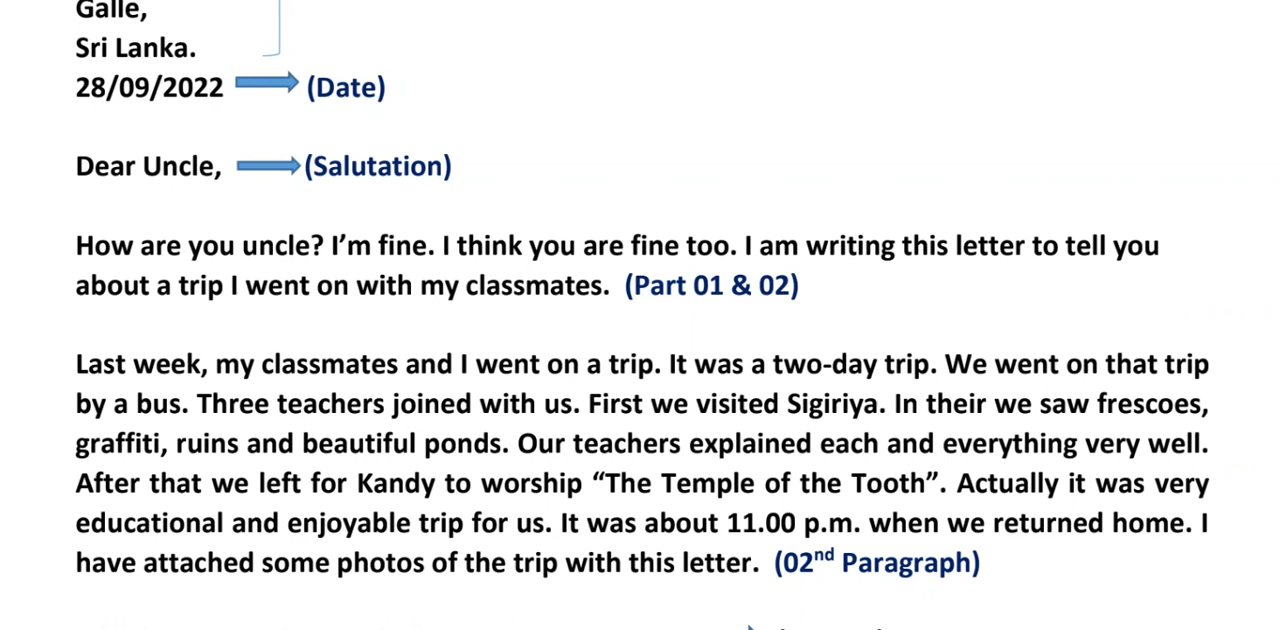 Galle,
Sri Lanka.
28/09/2022 (Date)
Dear Uncle, (Salutation)
How are you uncle? I’m fine. I think you are fine too. I am writing this letter to tell you
about a trip I went on with my classmates. (Part 01 & 02)
Last week, my classmates and I went on a trip. It was a two-day trip. We went on that trip
by a bus. Three teachers joined with us. First we visited Sigiriya. In their we saw frescoes,
graffiti, ruins and beautiful ponds. Our teachers explained each and everything very well.
After that we left for Kandy to worship “The Temple of the Tooth”. Actually it was very
educational and enjoyable trip for us. It was about 11.00 p.m. when we returned home. I
have attached some photos of the trip with this letter. (02nd Paragraph)